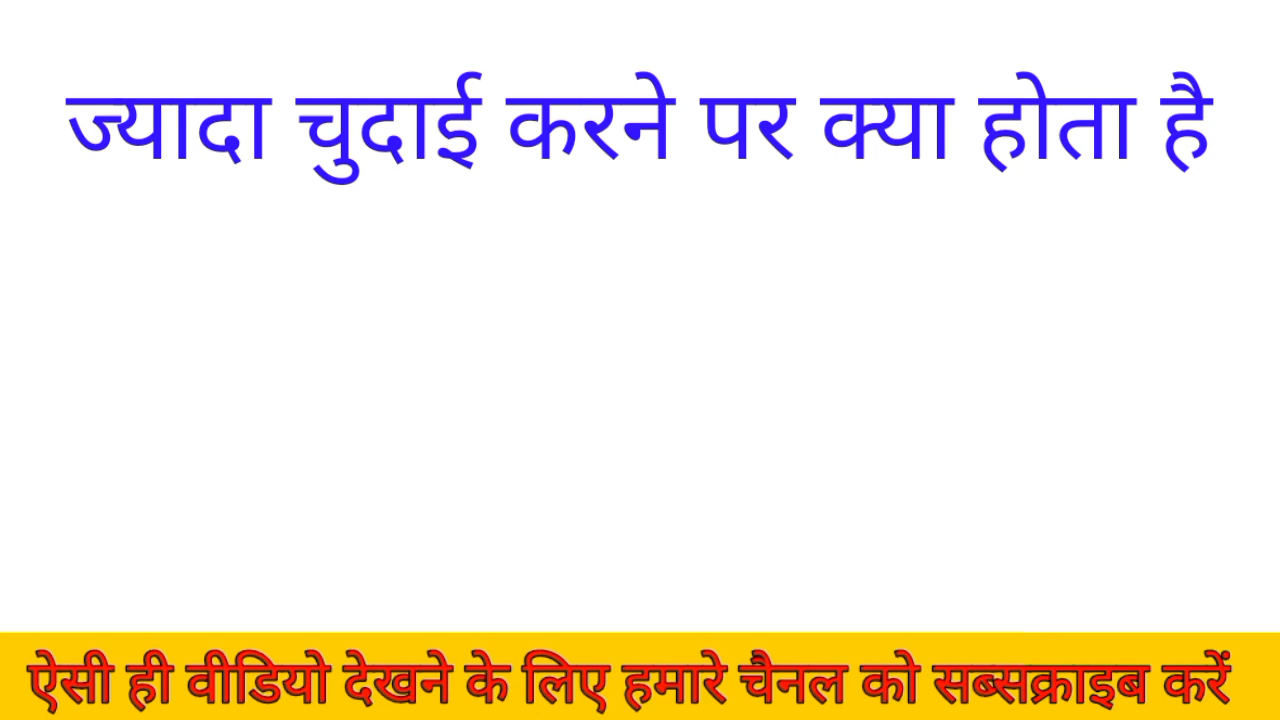 ज्यादा चुदाई करने पर क्या होता है
ऐसी ही वीडियो देखने के लिए हमारे चैनल को सब्सक्राइब करें